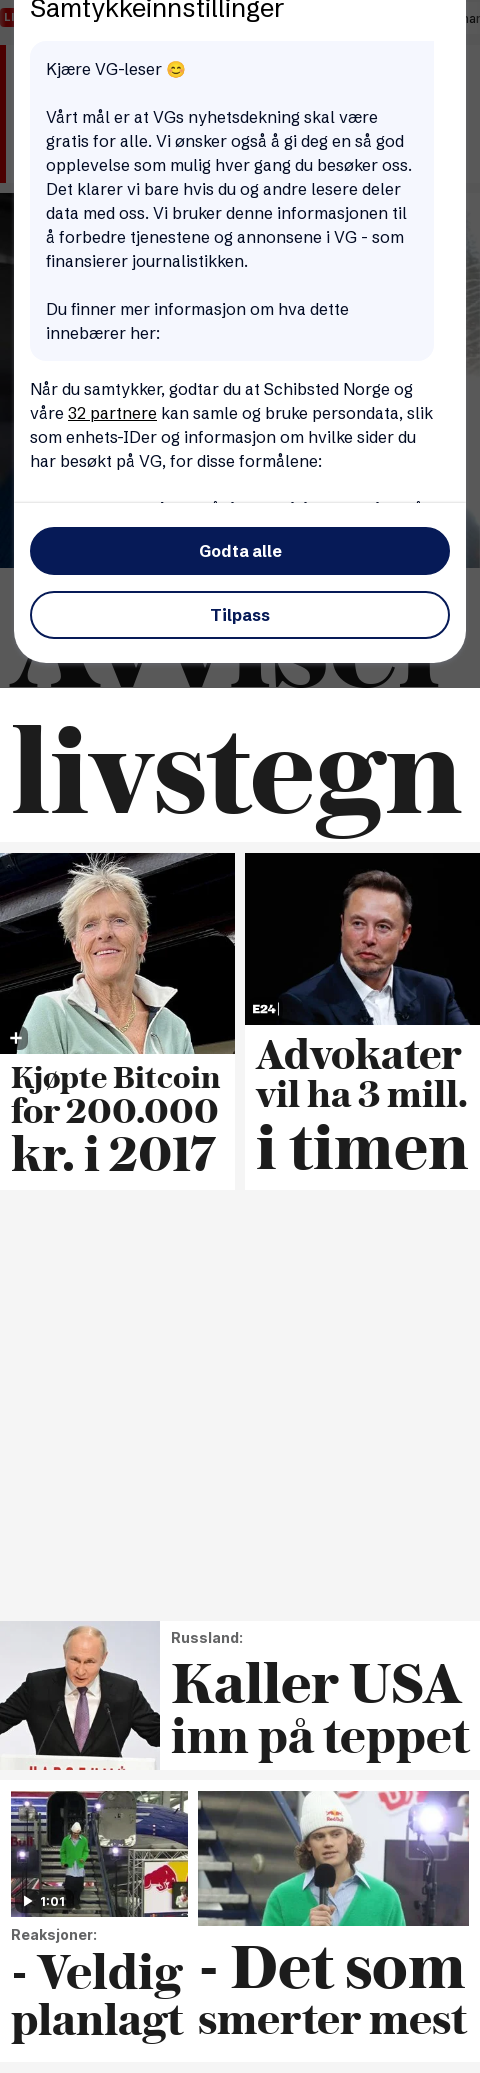 Samtykkeinnstillinger
Kjære VG-leser 😊
Vårt mål er at VGs nyhetsdekning skal være
gratis for alle. Vi ønsker også å gi deg en så god
opplevelse som mulig hver gang du besøker oss.
Det klarer vi bare hvis du og andre lesere deler
data med oss. Vi bruker denne informasjonen til
å forbedre tjenestene og annonsene i VG - som
finansierer journalistikken.
Du finner mer informasjon om hva dette
innebærer her:
Når du samtykker, godtar du at Schibsted Norge og
våre 32 partnere kan samle og bruke persondata, slik
som enhets-IDer og informasjon om hvilke sider du
har besøkt på VG, for disse formålene:
Godta alle
Tilpass
Avviser
livstegn
E24
Kjøpte Bitcoin
for 200.000
kr. i 2017
Advokater
vil ha 3 mill.
i timen
Russland:
Kaller USA
inn på teppet
Bull
1:01
Red Bull
Reaksjoner:
- Veldig
planlagt
- Det som
smerter mest